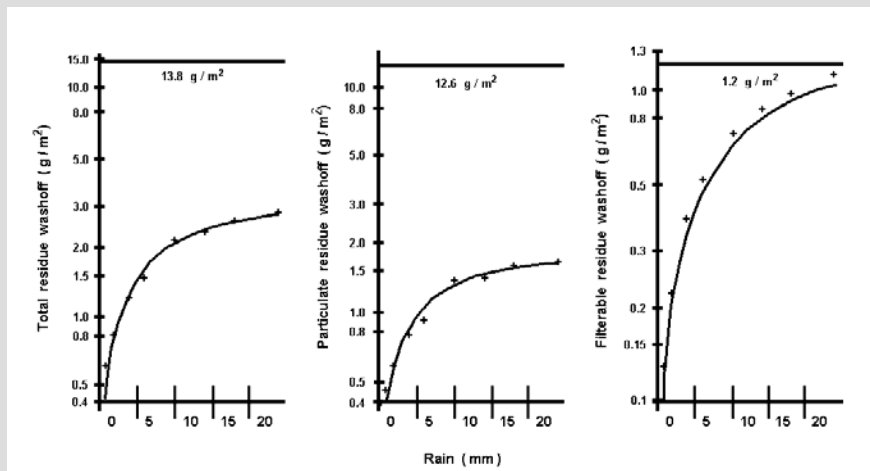 Total residue washoff ( g / m²)
15.0
10.0
8.0
5.0
3.0
2.0
1.5
1.0
0.8
0.5
0.4
13.8 g / m²
0 5 10 15 20
Particulate residue washoff ( g / m²)
10.0
8.0
5.0
3.0
2.0
1.5
1.0
0.8
0.5
0.4
12.6 g / m²
0 5 10 15 20
Filterable residue washoff ( g / m²)
1.3
1.0
0.8
0.5
0.3
0.2
0.15
0.1
1.2 g / m²
0 5 10 15 20
Rain ( mm )